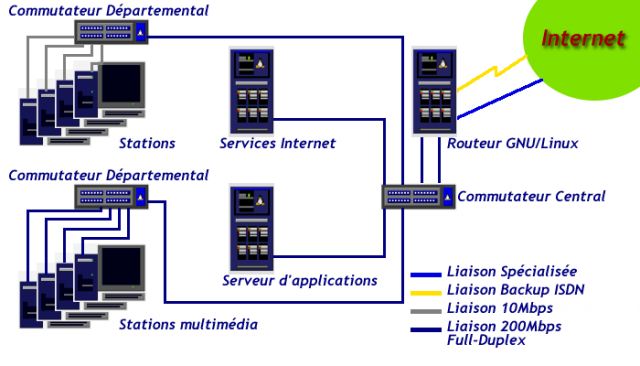 Commutateur Départemental
Internet
Stations
Services Internet
Routeur GNU/Linux
Commutateur Départemental
Commutateur Central
Serveur d'applications
Stations multimédia
Liaison Spécialisée
Liaison Backup ISDN
Liaison 10Mbps
Liaison 200Mbps
Full-Duplex